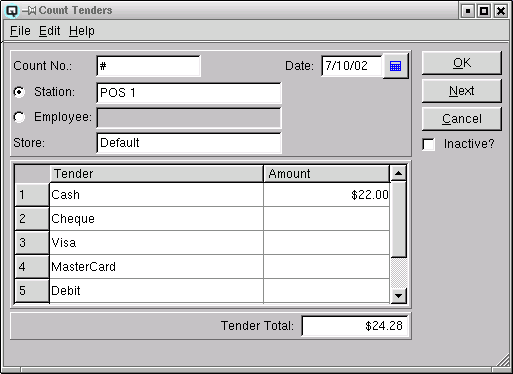 Count Tenders
File Edit Help
Count No.: # Date: 7/10/02 OK
Station: POS 1 Next
Employee: Cancel
Store: Default Inactive?
Tender Amount
1 Cash $22.00
2 Cheque
3 Visa
4 MasterCard
5 Debit
Tender Total: $24.28